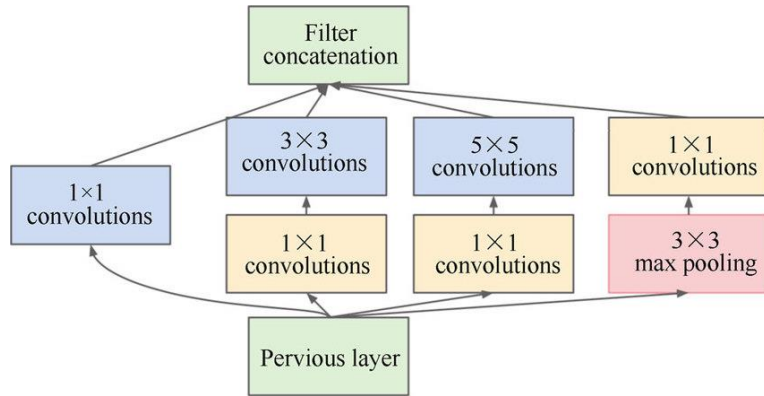 Filter
concatenation
3×3
convolutions
5×5
convolutions
1×1
convolutions
1×1
convolutions
1×1
convolutions
1×1
convolutions
3×3
max pooling
Pervious layer